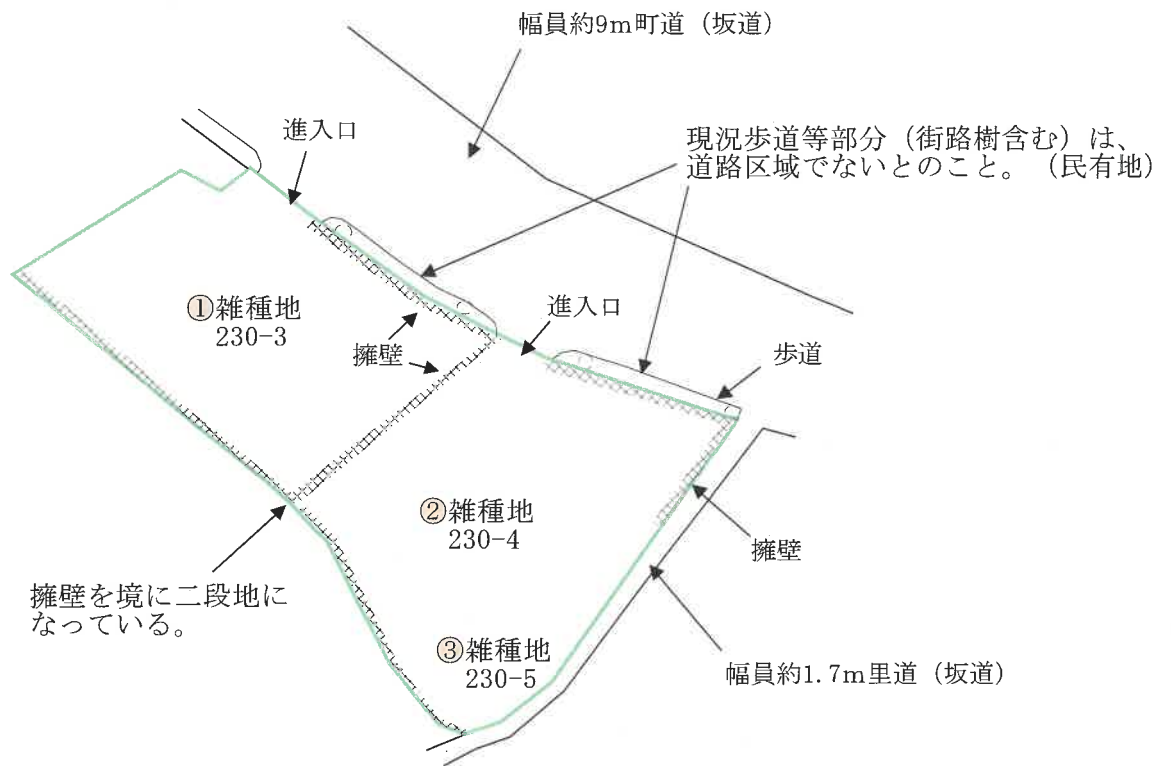 幅員約9m町道（坂道）
進入口
現況歩道等部分（街路樹含む）は、
道路区域でないとのこと。（民有地）
①雑種地
230-3
擁壁
進入口
歩道
②雑種地
230-4
擁壁
擁壁を境に二段地に
なっている。
③雑種地
230-5
幅員約1.7m里道（坂道）